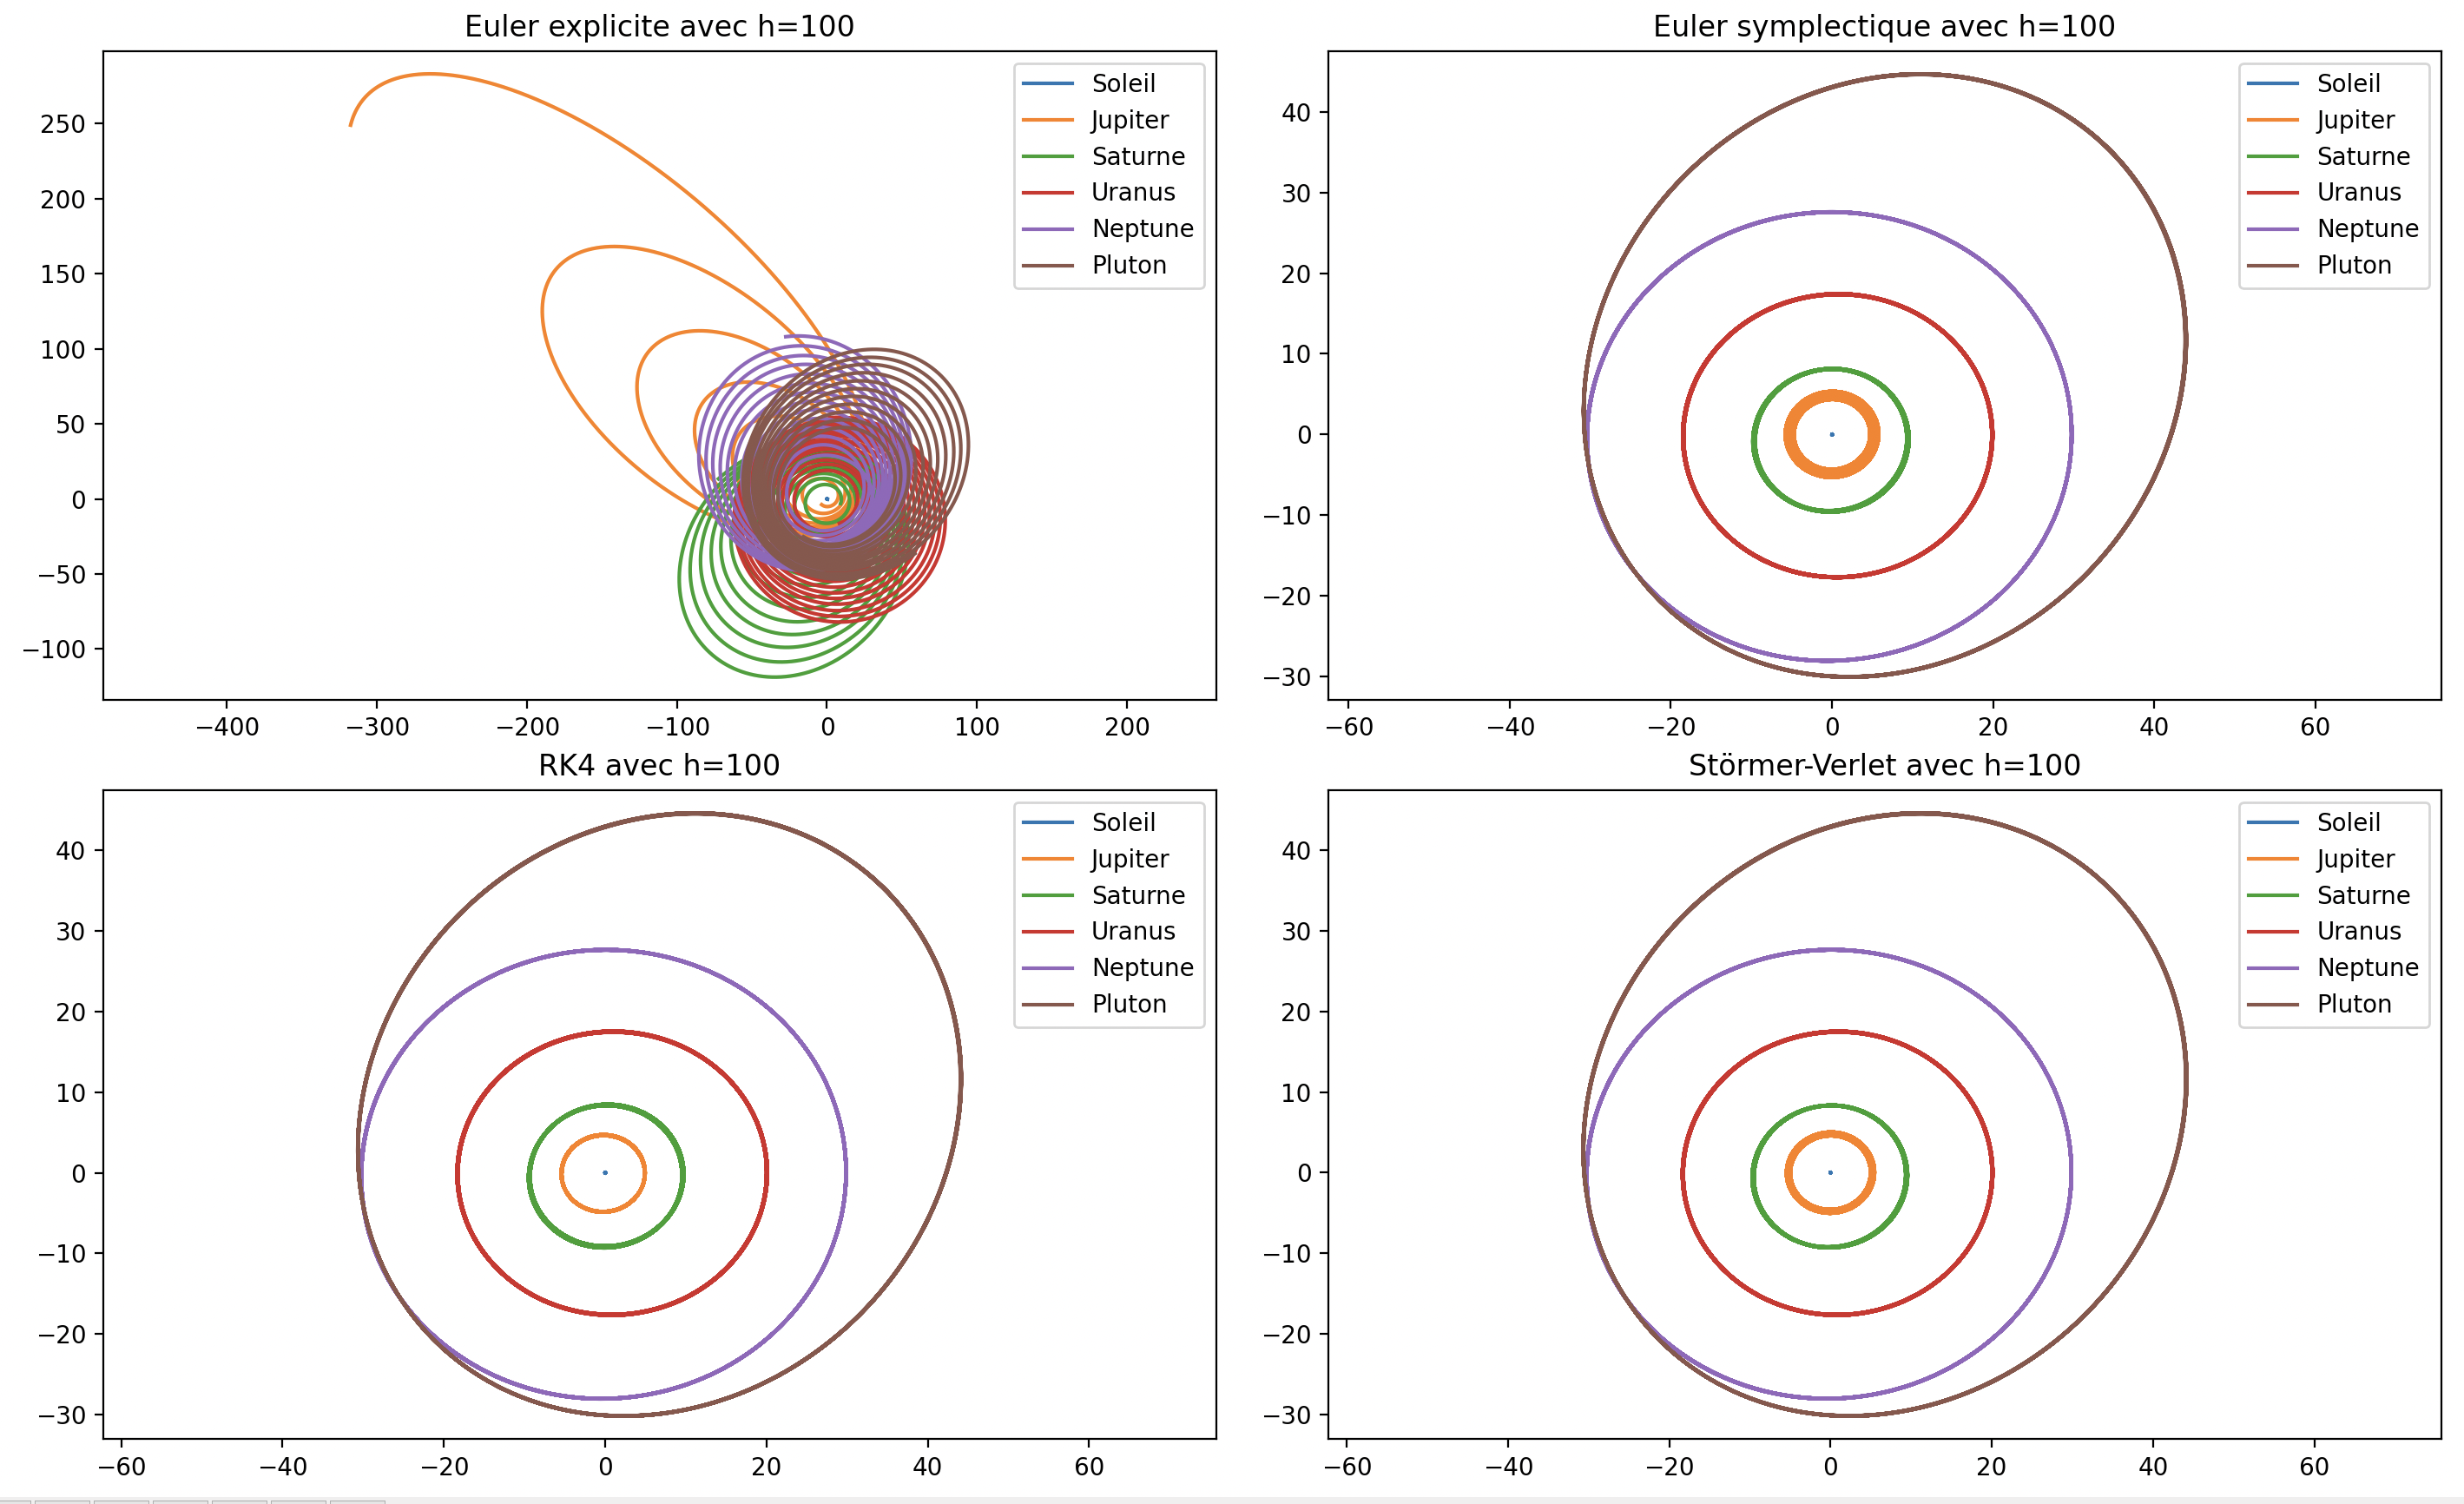 Euler explicite avec h=100
250
200
150
100
50
0
−50
−100
−400
−300
−200
−100
0
100
200
Soleil
Jupiter
Saturne
Uranus
Neptune
Pluton
Euler symplectique avec h=100
40
30
20
10
0
−10
−20
−30
−60
−40
−20
0
20
40
60
Soleil
Jupiter
Saturne
Uranus
Neptune
Pluton
RK4 avec h=100
40
30
20
10
0
−10
−20
−30
−60
−40
−20
0
20
40
60
Soleil
Jupiter
Saturne
Uranus
Neptune
Pluton
Störmer-Verlet avec h=100
40
30
20
10
0
−10
−20
−30
−60
−40
−20
0
20
40
60
Soleil
Jupiter
Saturne
Uranus
Neptune
Pluton